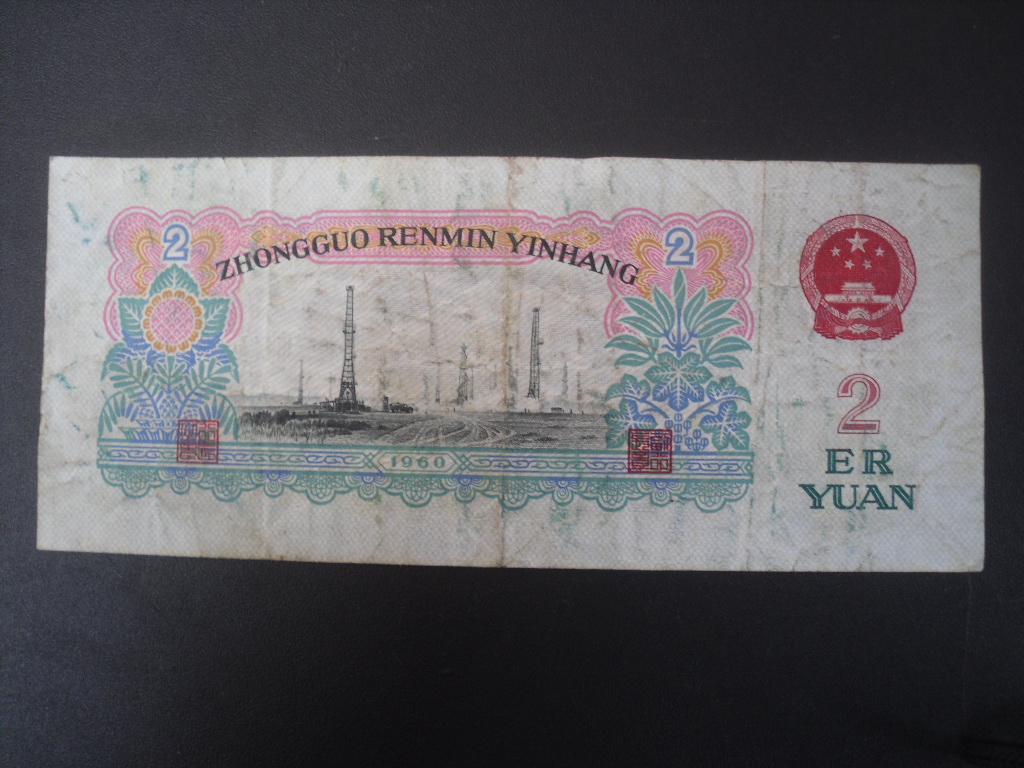 2
2
ZHONGGUO RENMIN YINHANG
1960
2
ER
YUAN